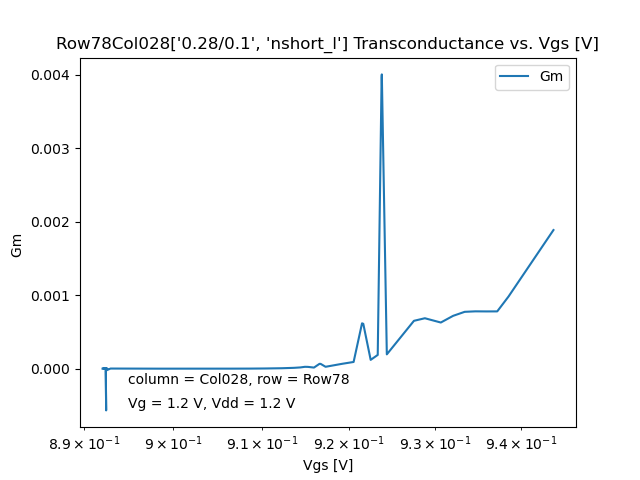 Row78Col028['0.28/0.1', 'nshort_l'] Transconductance vs. Vgs [V]
Gm
0.004
0.003
0.002
0.001
0.000
Gm
column = Col028, row = Row78
Vg = 1.2 V, Vdd = 1.2 V
8.9 × 10⁻¹ 9 × 10⁻¹ 9.1 × 10⁻¹ 9.2 × 10⁻¹ 9.3 × 10⁻¹ 9.4 × 10⁻¹
Vgs [V]